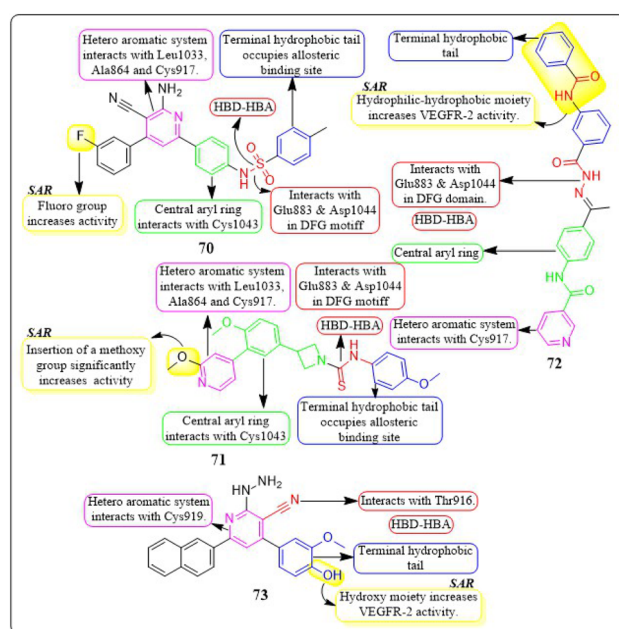 Hetero aromatic system
interacts with Leu1033,
Ala864 and Cys917.
Terminal hydrophobic tail
occupies allosteric
binding site
NH2
N
HBD-HBA
N
F
O
S
N
H
O
SAR
Fluoro group
increases activity
Central aryl ring
interacts with Cys1043
Interacts with
Glu883 & Asp1044
in DFG motiff
70
Terminal hydrophobic
tail
O
HN
SAR
Hydrophilic-hydrophobic moiety
increases VEGFR-2 activity.
O
NH
N
Interacts with
Glu883 & Asp1044
in DFG domain.
HBD-HBA
Central aryl ring
NH
O
Hetero aromatic system
interacts with Cys917.
N
72
Hetero aromatic system
interacts with Leu1033,
Ala864 and Cys917.
Interacts with
Glu883 & Asp1044
in DFG motiff
SAR
Insertion of a methoxy
group significantly
increases activity
O
O
N
HBD-HBA
H
N
N
S
O
Central aryl ring
interacts with Cys1043
Terminal hydrophobic tail
occupies allosteric
binding site
71
Hetero aromatic system
interacts with Cys919.
NH2
HN
N
N
Interacts with Thr916.
HBD-HBA
O
Terminal hydrophobic
tail
OH
SAR
Hydroxy moiety increases
VEGFR-2 activity.
73